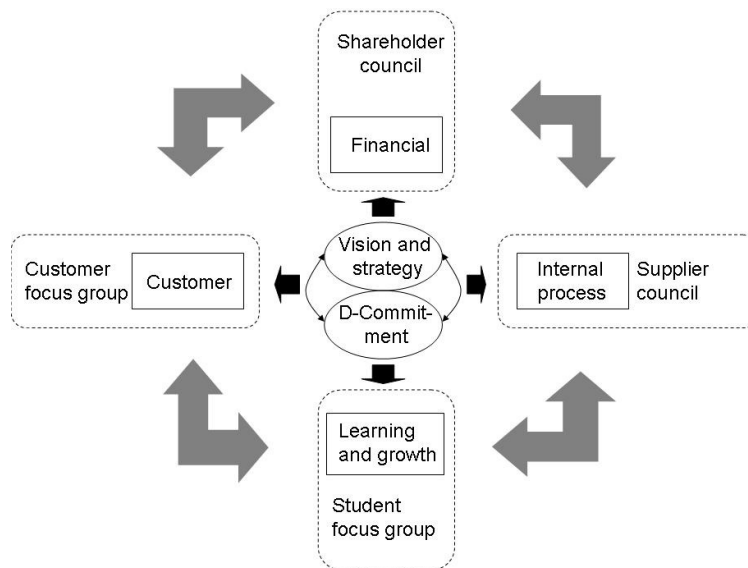 Shareholder
council
Financial
Vision and
strategy
Customer
focus group
Customer
Internal
process
Supplier
council
D-Commit-
ment
Learning
and growth
Student
focus group